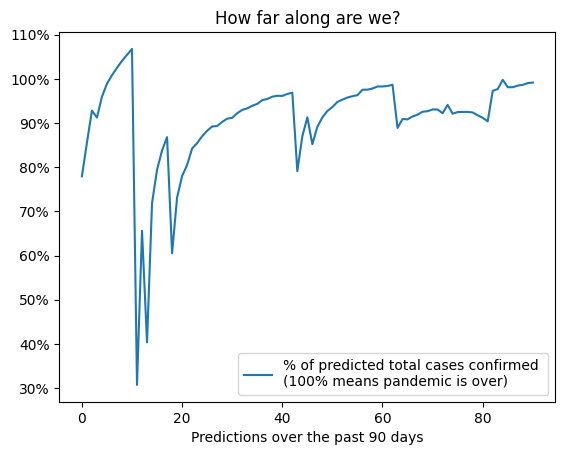 How far along are we?
110%
100%
90%
80%
70%
60%
50%
40%
30%
% of predicted total cases confirmed
(100% means pandemic is over)
0 20 40 60 80
Predictions over the past 90 days